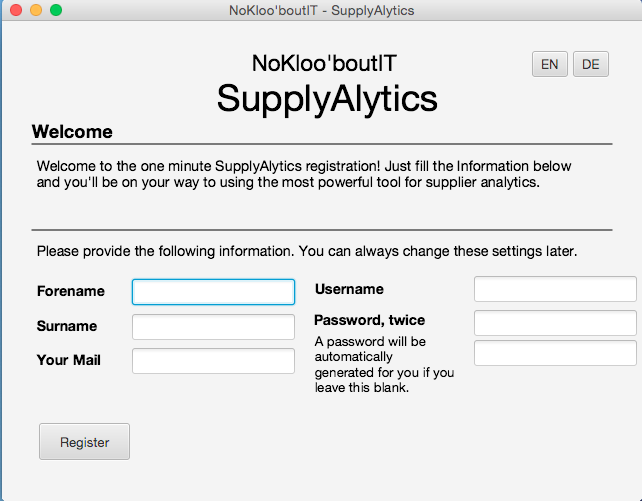 NoKloo'boutIT - SupplyAlytics
NoKloo'boutIT
EN
DE
SupplyAlytics
Welcome
Welcome to the one minute SupplyAlytics registration! Just fill the Information below
and you'll be on your way to using the most powerful tool for supplier analytics.
Please provide the following information. You can always change these settings later.
Forename
Surname
Your Mail
Username
Password, twice
A password will be
automatically
generated for you if you
leave this blank.
Register